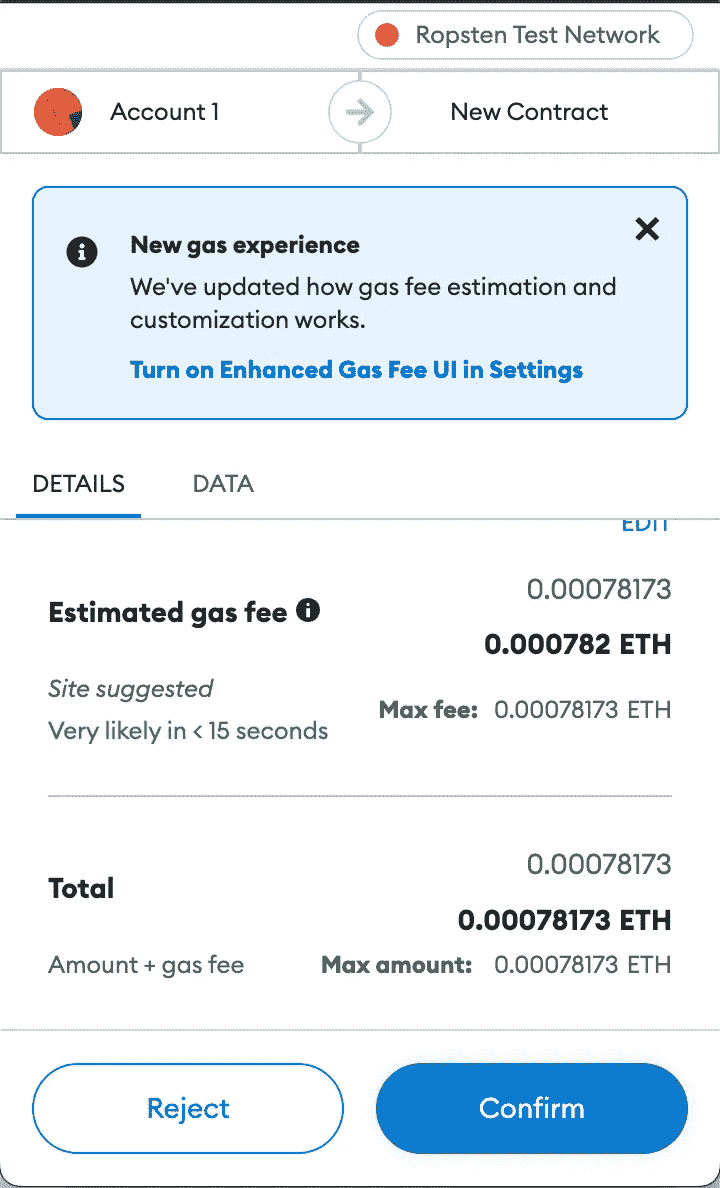 Ropsten Test Network
Account 1
New Contract
New gas experience
We've updated how gas fee estimation and
customization works.
Turn on Enhanced Gas Fee UI in Settings
DETAILS
DATA
EDIT
0.00078173
Estimated gas fee
0.000782 ETH
Site suggested
Max fee: 0.00078173 ETH
Very likely in < 15 seconds
0.00078173
Total
0.00078173 ETH
Amount + gas fee
Max amount: 0.00078173 ETH
Reject
Confirm